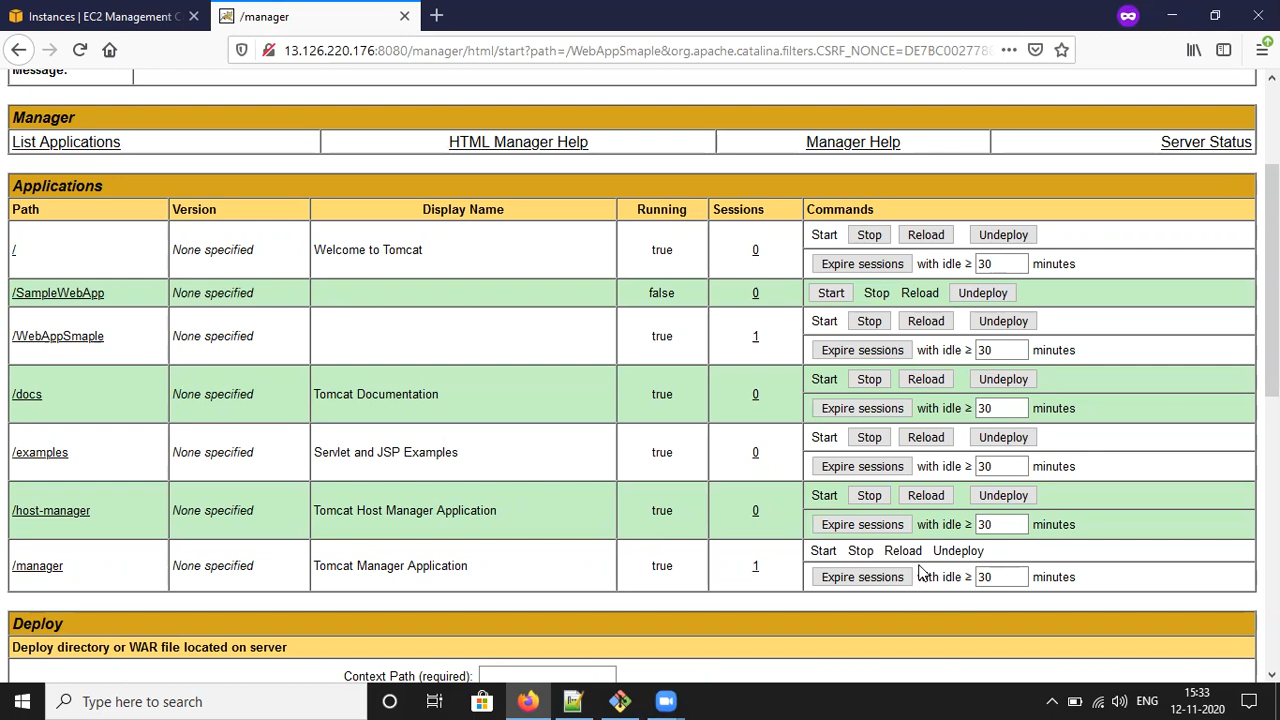 Instances | EC2 Management C
/manager
13.126.220.176:8080/manager/html/start?path=/WebAppSmaple&org.apache.catalina.filters.CSRF_NONCE=DE7BC002778
Message:
Manager
List Applications HTML Manager Help Manager Help Server Status
Applications
Path Version Display Name Running Sessions Commands
/ None specified Welcome to Tomcat true 0 Start Stop Reload Undeploy
Expire sessions with idle ≥ 30 minutes
/SampleWebApp None specified false 0 Start Stop Reload Undeploy
/WebAppSmaple None specified true 1 Start Stop Reload Undeploy
Expire sessions with idle ≥ 30 minutes
/docs None specified Tomcat Documentation true 0 Start Stop Reload Undeploy
Expire sessions with idle ≥ 30 minutes
/examples None specified Servlet and JSP Examples true 0 Start Stop Reload Undeploy
Expire sessions with idle ≥ 30 minutes
/host-manager None specified Tomcat Host Manager Application true 0 Start Stop Reload Undeploy
Expire sessions with idle ≥ 30 minutes
/manager None specified Tomcat Manager Application true 1 Start Stop Reload Undeploy
Expire sessions with idle ≥ 30 minutes
Deploy
Deploy directory or WAR file located on server
Context Path (required):
Type here to search
ENG
15:33
12-11-2020